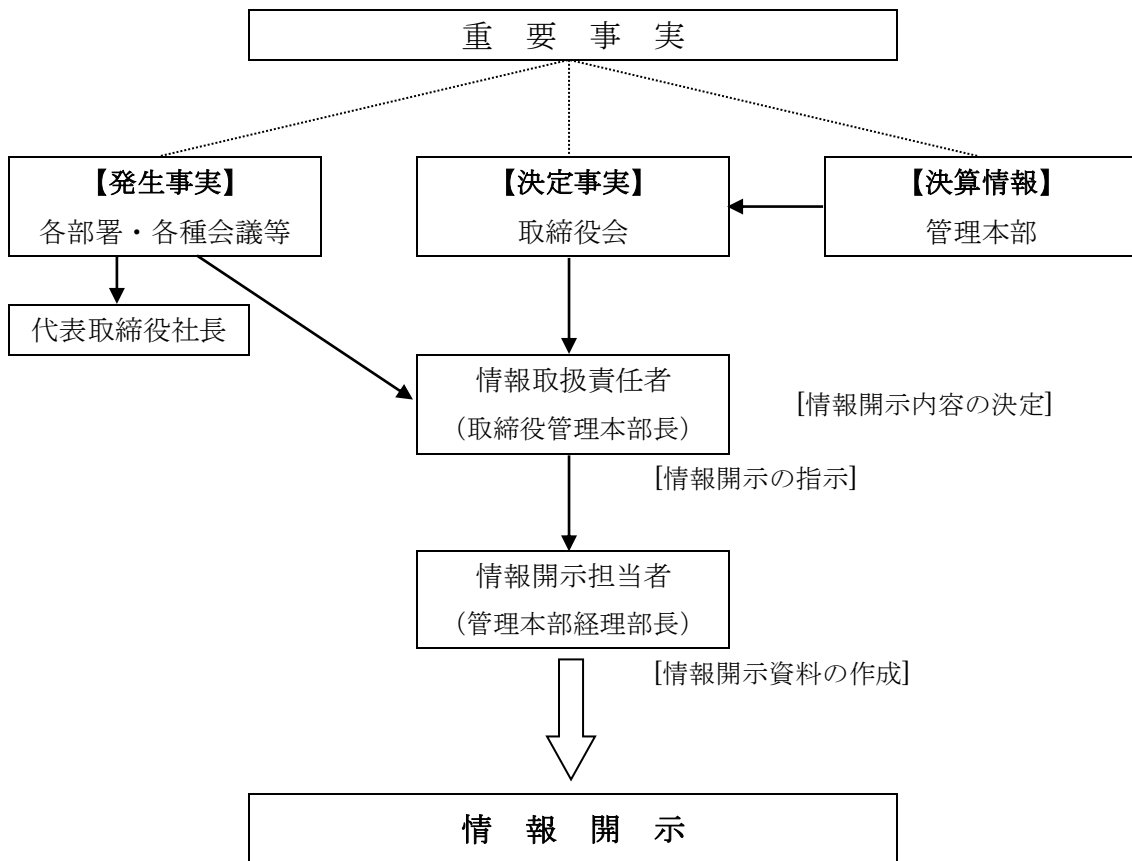 重　要　事　実
【発生事実】
各部署・各種会議等
【決定事実】
取締役会
【決算情報】
管理本部
代表取締役社長
情報取扱責任者
（取締役管理本部長）
[情報開示内容の決定]
[情報開示の指示]
情報開示担当者
（管理本部経理部長）
[情報開示資料の作成]
情　報　開　示